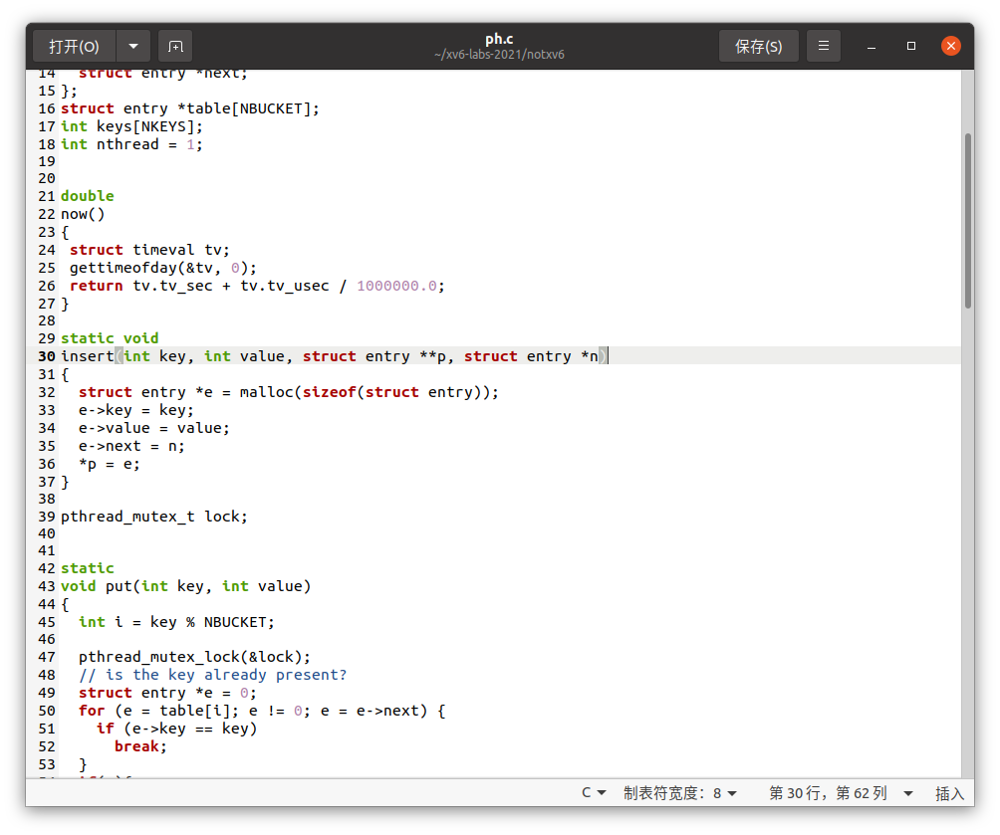 打开(O)
ph.c
~/xv6-labs-2021/notxv6
保存(S)
14 struct entry *next;
15 };
16 struct entry *table[NBUCKET];
17 int keys[NKEYS];
18 int nthread = 1;
19
20
21 double
22 now()
23 {
24 struct timeval tv;
25 gettimeofday(&tv, 0);
26 return tv.tv_sec + tv.tv_usec / 1000000.0;
27 }
28
29 static void
30 insert(int key, int value, struct entry **p, struct entry *n)
31 {
32 struct entry *e = malloc(sizeof(struct entry));
33 e->key = key;
34 e->value = value;
35 e->next = n;
36 *p = e;
37 }
38
39 pthread_mutex_t lock;
40
41
42 static
43 void put(int key, int value)
44 {
45 int i = key % NBUCKET;
46
47 pthread_mutex_lock(&lock);
48 // is the key already present?
49 struct entry *e = 0;
50 for (e = table[i]; e != 0; e = e->next) {
51 if (e->key == key)
52 break;
53 }
C
制表符宽度：8
第 30 行，第 62 列
插入